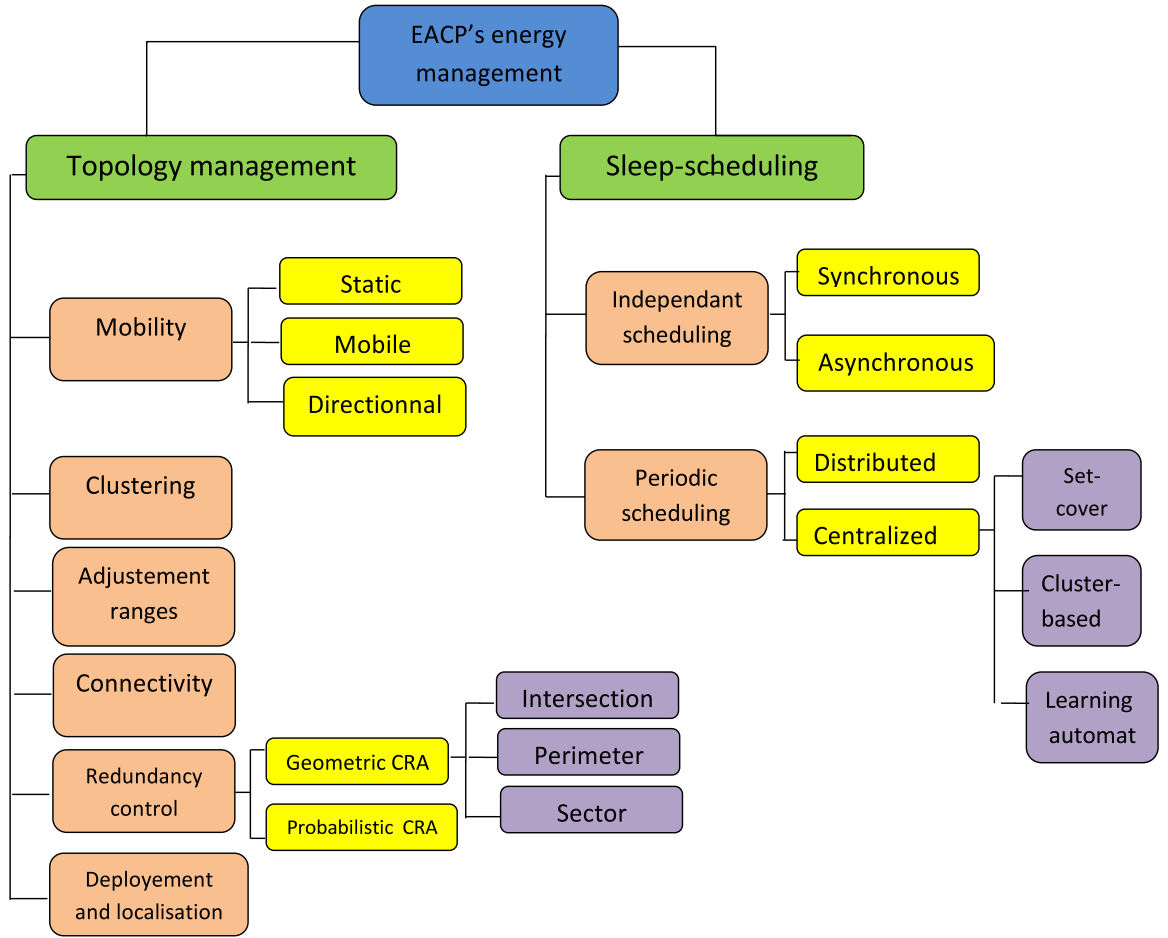 EACP’s energy
management
Topology management
Sleep-scheduling
Mobility
Static
Mobile
Directionnal
Clustering
Adjustement
ranges
Connectivity
Redundancy
control
Geometric CRA
Probabilistic CRA
Intersection
Perimeter
Sector
Deployement
and localisation
Independant
scheduling
Synchronous
Asynchronous
Periodic
scheduling
Distributed
Centralized
Set-
cover
Cluster-
based
Learning
automat